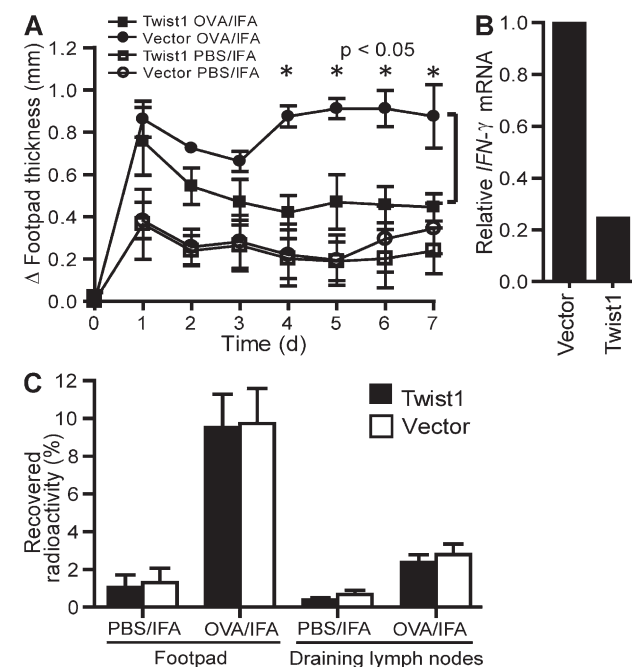 A
Twist1 OVA/IFA
Vector OVA/IFA
Twist1 PBS/IFA
Vector PBS/IFA
p < 0.05
* * * *
Δ Footpad thickness (mm)
1.2
1.0
0.8
0.6
0.4
0.2
0.0
0 1 2 3 4 5 6 7
Time (d)
B
Relative IFN-γ mRNA
1.0
0.8
0.6
0.4
0.2
0.0
Vector
Twist1
C
Recovered
radioactivity (%)
12
10
8
6
4
2
0
Twist1
Vector
PBS/IFA OVA/IFA PBS/IFA OVA/IFA
Footpad Draining lymph nodes